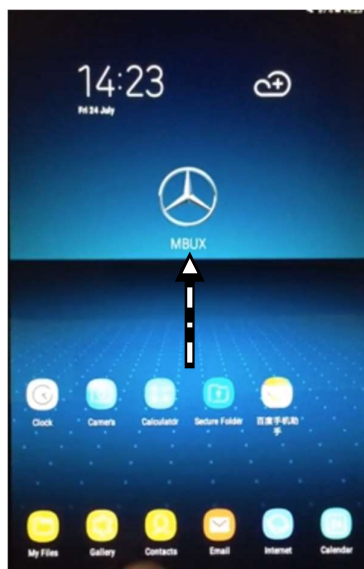 14:23
Fri 24 July
MBUX
Clock
Camera
Calculator
Secure Folder
百度手机助
手
My Files
Gallery
Contacts
Email
Internet
Calendar